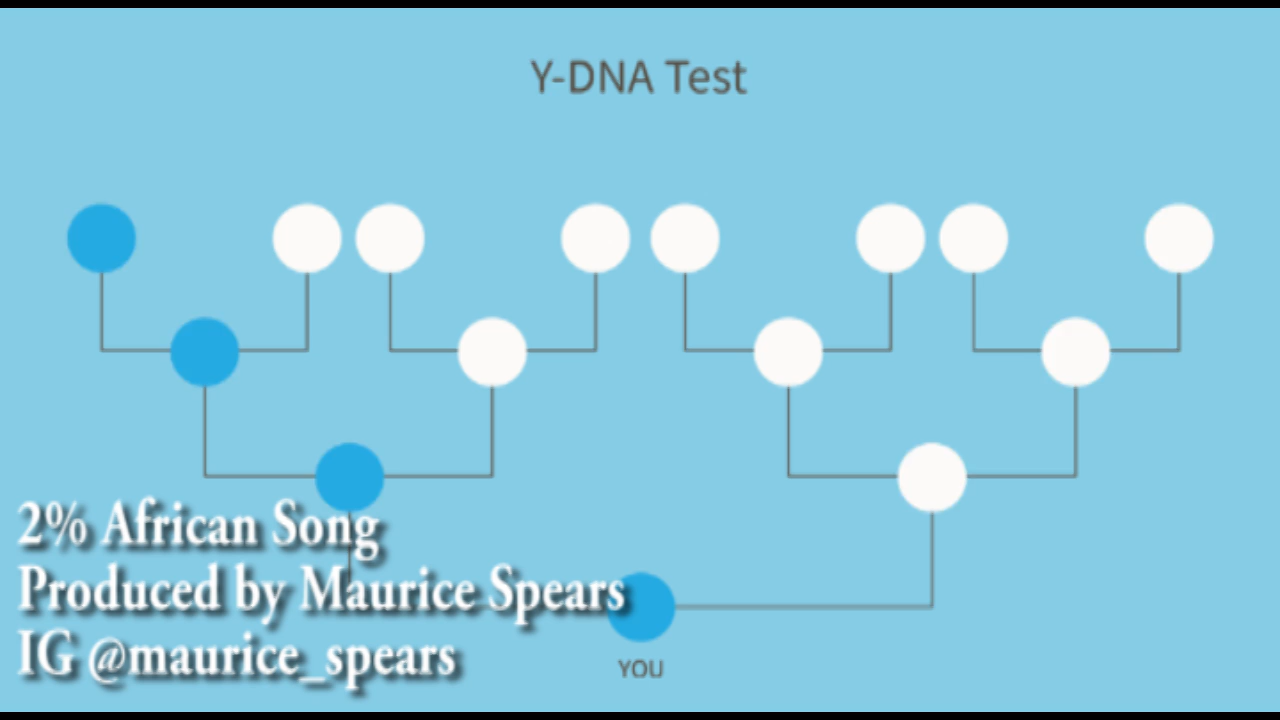 Y-DNA Test
2% African Song
Produced by Maurice Spears
IG @maurice_spears
YOU